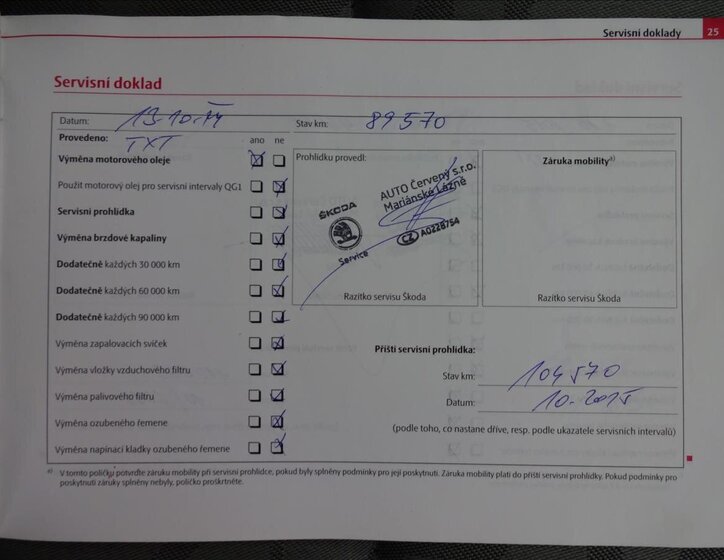 Servisní doklady 25
Servisní doklad
Datum: 13.10.14 Stav km: 89570
Provedeno: TXT ano ne
Výměna motorového oleje
Použit motorový olej pro servisní intervaly QG1
Servisní prohlídka
Výměna brzdové kapaliny
Dodatečně každých 30 000 km
Dodatečně každých 60 000 km
Dodatečně každých 90 000 km
Výměna zapalovacích svíček
Výměna vložky vzduchového filtru
Výměna palivového filtru
Výměna ozubeného řemene
Výměna napínací kladky ozubeného řemene
Prohlídku provedl:
ŠKODA
Service
AUTO Červený s.r.o.
Mariánské Lázně
CZ A0228754
Razítko servisu Škoda
Záruka mobility a)
Razítko servisu Škoda
Příští servisní prohlídka:
Stav km: 104570
Datum: 10.2015
(podle toho, co nastane dříve, resp. podle ukazatele servisních intervalů)
a) V tomto políčku potvrďte záruku mobility při servisní prohlídce, pokud byly splněny podmínky pro její poskytnutí. Záruka mobility platí do příští servisní prohlídky. Pokud podmínky pro
poskytnutí záruky splněny nebyly, políčko proškrtněte.